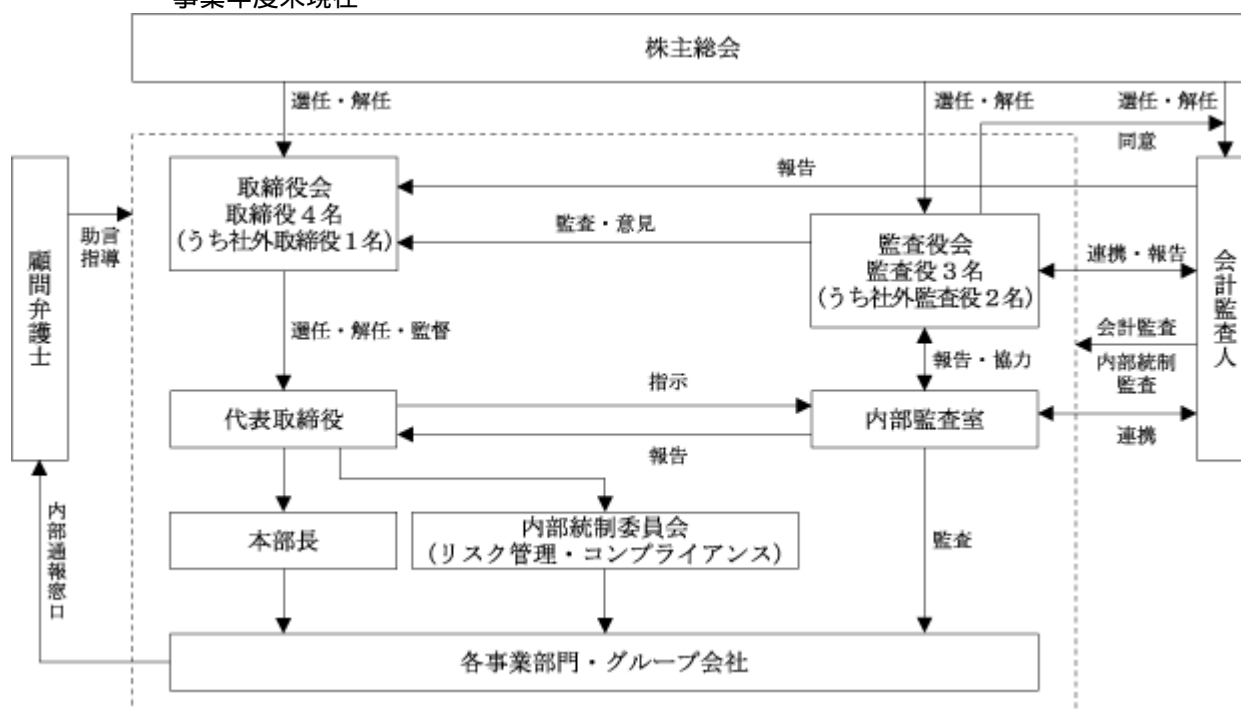 事業年度末現在
株主総会
選任・解任
選任・解任
選任・解任
同意
取締役会
取締役4名
(うち社外取締役1名)
報告
監査・意見
監査役会
監査役3名
(うち社外監査役2名)
助言
指導
顧問弁護士
連携・報告
会計監査人
会計監査
内部統制
監査
選任・解任・監督
報告・協力
代表取締役
指示
報告
内部監査室
連携
本部長
内部統制委員会
(リスク管理・コンプライアンス)
監査
内部通報窓口
各事業部門・グループ会社